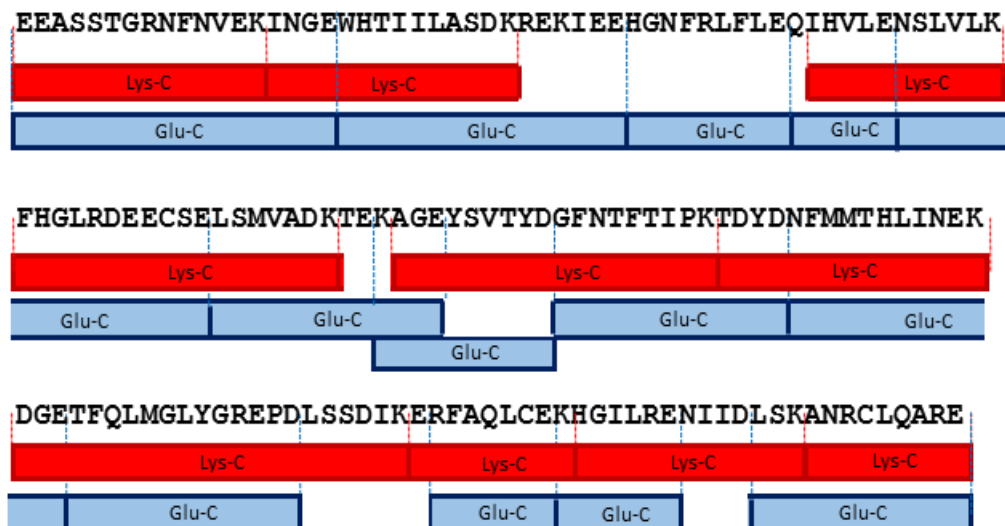 EEASSTGRNFNVEKINGEWHTIILASDKREKIEEHGNFRLFLEQIHVLENSLVLK
Lys-C Lys-C Lys-C
Glu-C Glu-C Glu-C Glu-C
FHGLRDEECSELSMVADKTEKAGEYSVTYDGFNTFTIPKTDYDNFMMTHLINEK
Lys-C Lys-C Lys-C
Glu-C Glu-C Glu-C Glu-C
Glu-C
DGETFQLMGLYGREPDLSSDIKERFAQLCEKHGILRENIIDLSKANRCLQARE
Lys-C Lys-C Lys-C Lys-C
Glu-C Glu-C Glu-C Glu-C